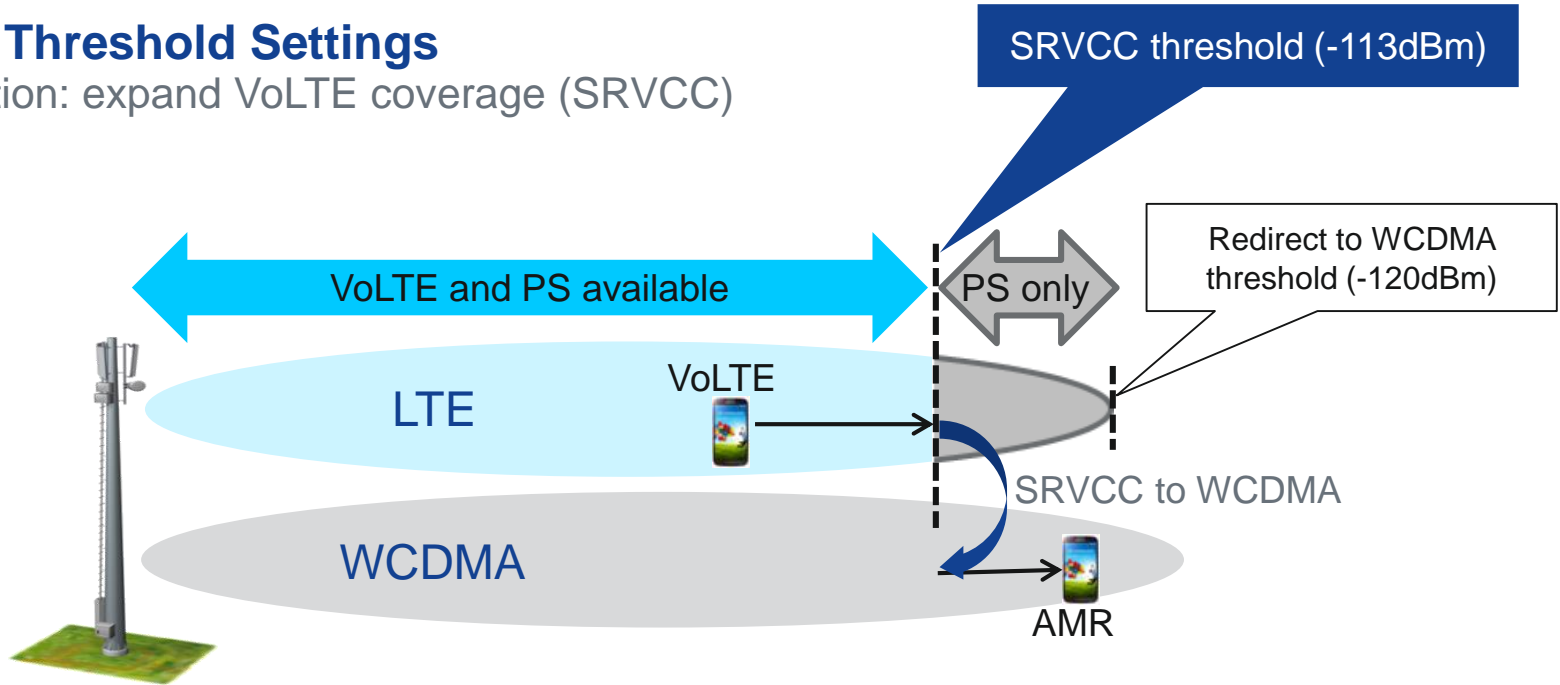 Threshold Settings
tion: expand VoLTE coverage (SRVCC)
SRVCC threshold (-113dBm)
Redirect to WCDMA
threshold (-120dBm)
VoLTE and PS available
PS only
VoLTE
LTE
SRVCC to WCDMA
WCDMA
AMR